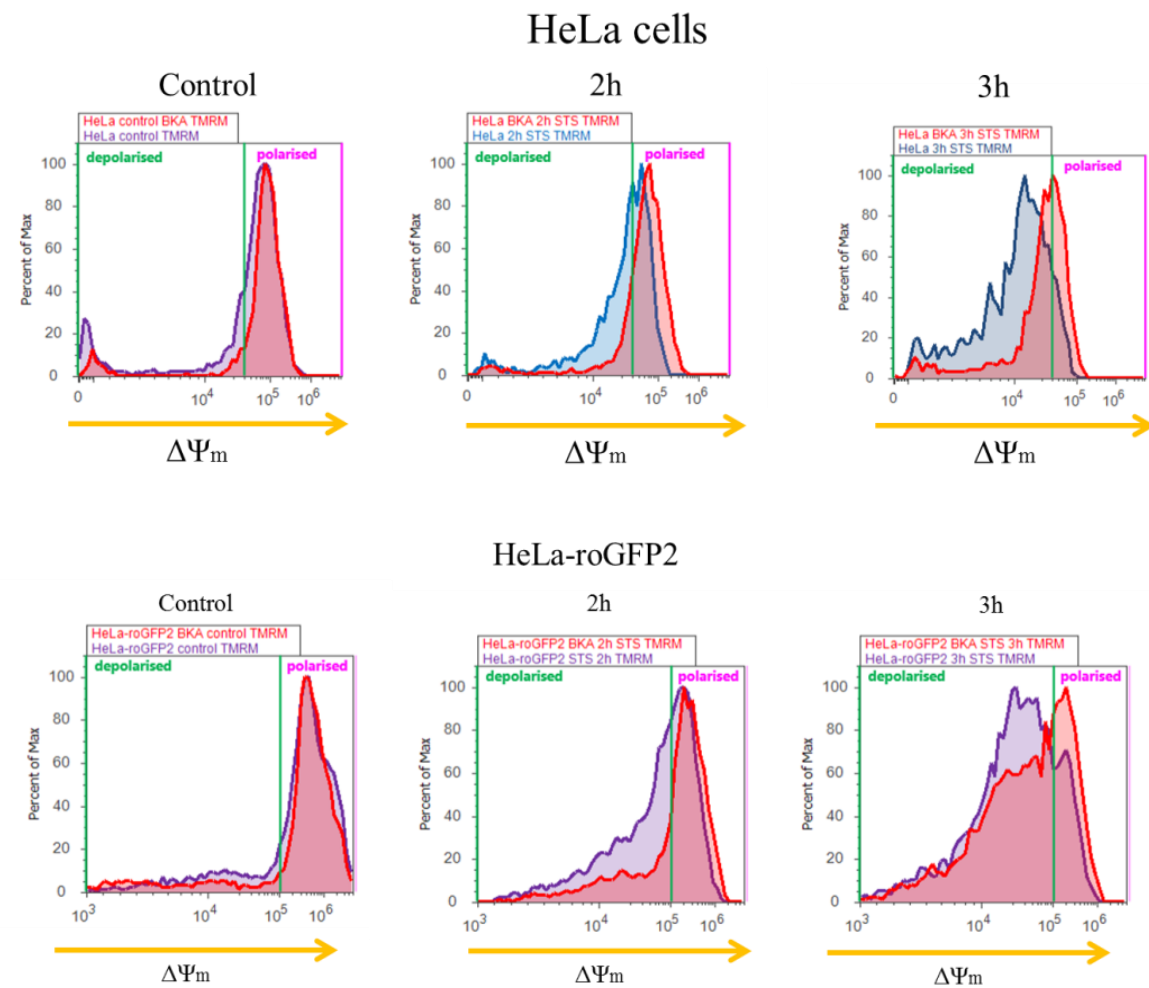 HeLa cells
Control
HeLa control BKA TMRM
HeLa control TMRM
depolarised polarised
100
80
60
40
20
0
Percent of Max
0 10⁴ 10⁵ 10⁶
ΔΨm
2h
HeLa BKA 2h STS TMRM
HeLa 2h STS TMRM
depolarised polarised
100
80
60
40
20
0
Percent of Max
0 10⁴ 10⁵ 10⁶
ΔΨm
3h
HeLa BKA 3h STS TMRM
HeLa 3h STS TMRM
depolarised polarised
100
80
60
40
20
0
Percent of Max
0 10⁴ 10⁵ 10⁶
ΔΨm
HeLa-roGFP2
Control
HeLa-roGFP2 BKA control TMRM
HeLa-roGFP2 control TMRM
depolarised polarised
100
80
60
40
20
0
Percent of Max
10³ 10⁴ 10⁵ 10⁶
ΔΨm
2h
HeLa-roGFP2 BKA 2h STS TMRM
HeLa-roGFP2 STS 2h TMRM
depolarised polarised
100
80
60
40
20
0
Percent of Max
10³ 10⁴ 10⁵ 10⁶
ΔΨm
3h
HeLa-roGFP2 BKA STS 3h TMRM
HeLa-roGFP2 3h STS TMRM
depolarised polarised
100
80
60
40
20
0
Percent of Max
10³ 10⁴ 10⁵ 10⁶
ΔΨm